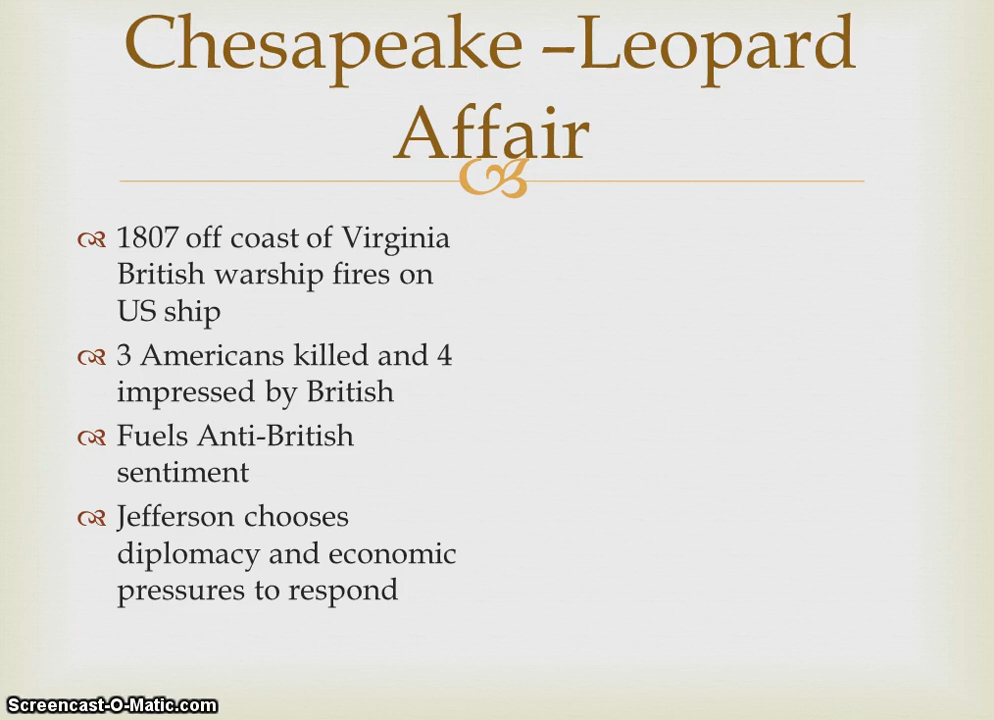 Chesapeake –Leopard
Affair
1807 off coast of Virginia
British warship fires on
US ship
3 Americans killed and 4
impressed by British
Fuels Anti-British
sentiment
Jefferson chooses
diplomacy and economic
pressures to respond
Screencast-O-Matic.com